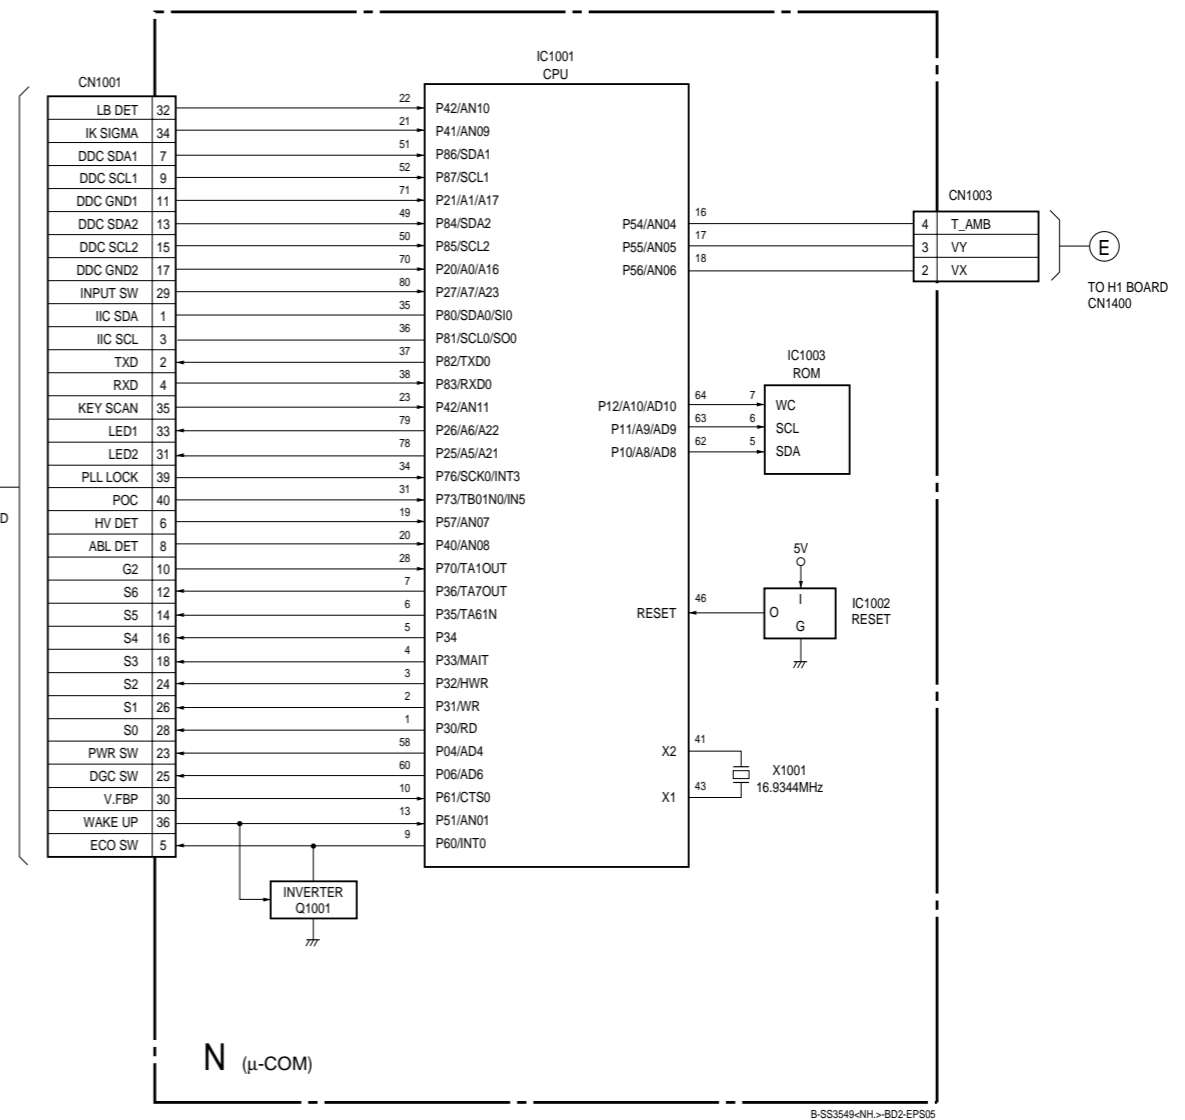 IC1001
CPU
CN1001
LB DET 32 22 P42/AN10
IK SIGMA 34 21 P41/AN09
DDC SDA1 7 51 P86/SDA1
DDC SCL1 9 52 P87/SCL1
DDC GND1 11 71 P21/A1/A17
DDC SDA2 13 49 P84/SDA2
DDC SCL2 15 50 P85/SCL2
DDC GND2 17 70 P20/A0/A16
INPUT SW 29 80 P27/A7/A23
IIC SDA 1 35 P80/SDA0/SI0
IIC SCL 3 36 P81/SCL0/SO0
TXD 2 37 P82/TXD0
RXD 4 38 P83/RXD0
KEY SCAN 35 23 P42/AN11
LED1 33 79 P26/A6/A22
LED2 31 78 P25/A5/A21
PLL LOCK 39 34 P76/SCK0/INT3
POC 40 31 P73/TB01N0/IN5
D
HV DET 6 19 P57/AN07
ABL DET 8 20 P40/AN08
G2 10 28 P70/TA1OUT
S6 12 7 P36/TA7OUT
S5 14 6 P35/TA61N
S4 16 5 P34
S3 18 4 P33/MAIT
S2 24 3 P32/HWR
S1 26 2 P31/WR
S0 28 1 P30/RD
PWR SW 23 58 P04/AD4
DGC SW 25 60 P06/AD6
V.FBP 30 10 P61/CTS0
WAKE UP 36 13 P51/AN01
ECO SW 5 9 P60/INT0
INVERTER
Q1001
CN1003
P54/AN04 16 4 T_AMB
P55/AN05 17 3 VY
P56/AN06 18 2 VX
E
TO H1 BOARD
CN1400
IC1003
ROM
P12/A10/AD10 64 7 WC
P11/A9/AD9 63 6 SCL
P10/A8/AD8 62 5 SDA
5V
RESET 46 O I G
IC1002
RESET
X2 41
X1 43
X1001
16.9344MHz
N (μ-COM)
B-SS3549<NH.>-BD2-EPS05